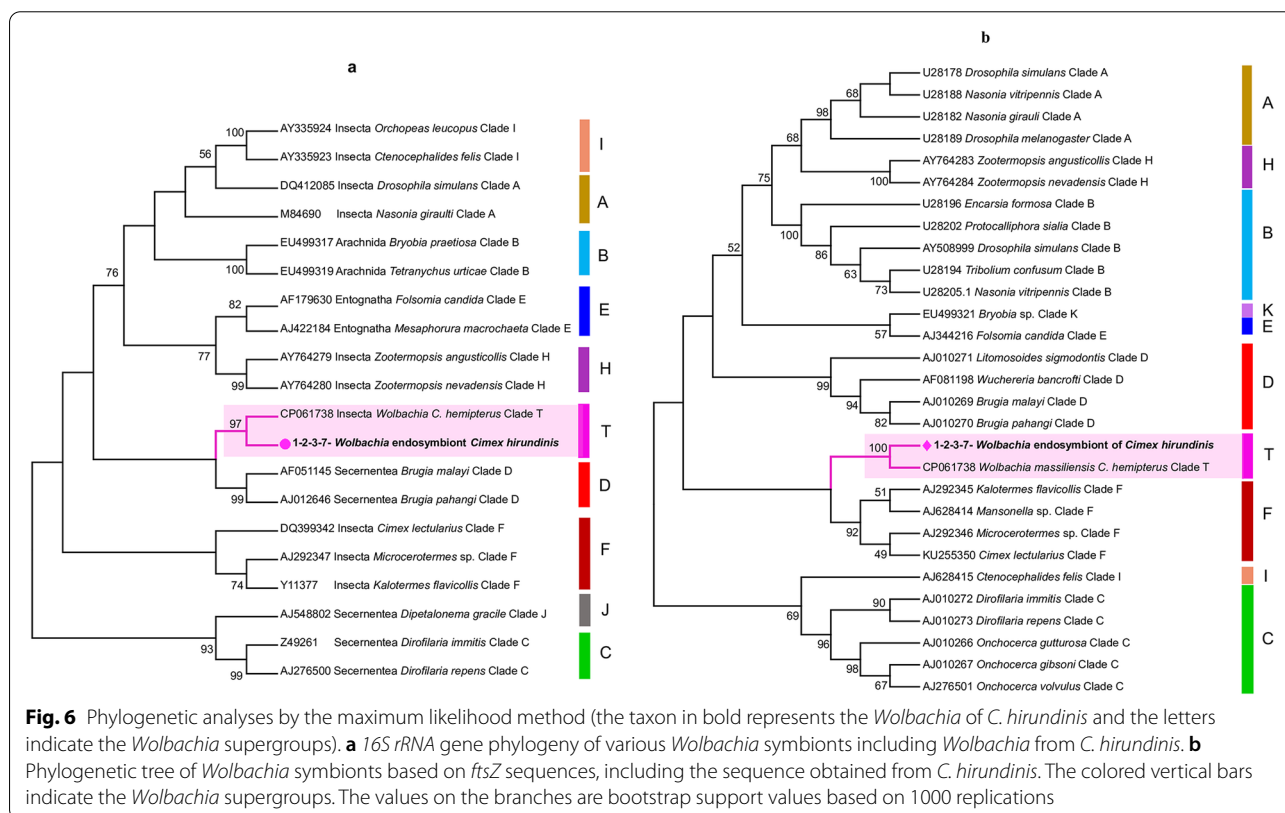 a
AY335924 Insecta Orchopeas leucopus Clade I
AY335923 Insecta Ctenocephalides felis Clade I
DQ412085 Insecta Drosophila simulans Clade A
M84690 Insecta Nasonia giraulti Clade A
EU499317 Arachnida Bryobia praetiosa Clade B
EU499319 Arachnida Tetranychus urticae Clade B
AF179630 Entognatha Folsomia candida Clade E
AJ422184 Entognatha Mesaphorura macrochaeta Clade E
AY764279 Insecta Zootermopsis angusticollis Clade H
AY764280 Insecta Zootermopsis nevadensis Clade H
CP061738 Insecta Wolbachia C. hemipterus Clade T
1-2-3-7- Wolbachia endosymbiont Cimex hirundinis
AF051145 Secernentea Brugia malayi Clade D
AJ012646 Secernentea Brugia pahangi Clade D
DQ399342 Insecta Cimex lectularius Clade F
AJ292347 Insecta Microcerotermes sp. Clade F
Y11377 Insecta Kalotermes flavicollis Clade F
AJ548802 Secernentea Dipetalonema gracile Clade J
Z49261 Secernentea Dirofilaria immitis Clade C
AJ276500 Secernentea Dirofilaria repens Clade C
100
56
76
100
82
77
99
97
99
74
93
99
I
A
B
E
H
T
D
F
J
C
b
U28178 Drosophila simulans Clade A
U28188 Nasonia vitripennis Clade A
U28182 Nasonia girauli Clade A
U28189 Drosophila melanogaster Clade A
AY764283 Zootermopsis angusticollis Clade H
AY764284 Zootermopsis nevadensis Clade H
U28196 Encarsia formosa Clade B
U28202 Protocalliphora sialia Clade B
AY508999 Drosophila simulans Clade B
U28194 Tribolium confusum Clade B
U28205.1 Nasonia vitripennis Clade B
EU499321 Bryobia sp. Clade K
AJ344216 Folsomia candida Clade E
AJ010271 Litomosoides sigmodontis Clade D
AF081198 Wuchereria bancrofti Clade D
AJ010269 Brugia malayi Clade D
AJ010270 Brugia pahangi Clade D
1-2-3-7- Wolbachia endosymbiont of Cimex hirundinis
CP061738 Wolbachia massiliensis C. hemipterus Clade T
AJ292345 Kalotermes flavicollis Clade F
AJ628414 Mansonella sp. Clade F
AJ292346 Microcerotermes sp. Clade F
KU255350 Cimex lectularius Clade F
AJ628415 Ctenocephalides felis Clade I
AJ010272 Dirofilaria immitis Clade C
AJ010273 Dirofilaria repens Clade C
AJ010266 Onchocerca gutturosa Clade C
AJ010267 Onchocerca gibsoni Clade C
AJ276501 Onchocerca volvulus Clade C
68
98
68
75
100
100
86
63
73
52
57
99
94
82
100
51
92
49
69
90
96
98
67
A
H
B
K
E
D
T
F
I
C
Fig. 6 Phylogenetic analyses by the maximum likelihood method (the taxon in bold represents the Wolbachia of C. hirundinis and the letters
indicate the Wolbachia supergroups). a 16S rRNA gene phylogeny of various Wolbachia symbionts including Wolbachia from C. hirundinis. b
Phylogenetic tree of Wolbachia symbionts based on ftsZ sequences, including the sequence obtained from C. hirundinis. The colored vertical bars
indicate the Wolbachia supergroups. The values on the branches are bootstrap support values based on 1000 replications